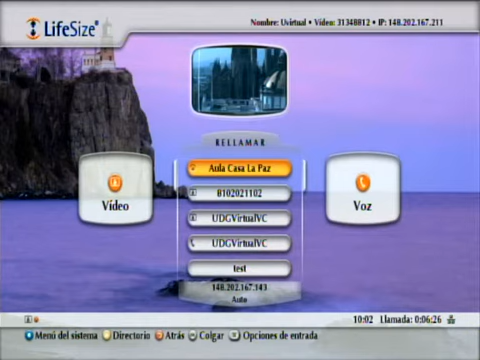 LifeSize®
Nombre: Uvirtual • Vídeo: 31348812 • IP: 148.202.167.211
RELLAMAR
Aula Casa La Paz
8102021102
UDGVirtualVC
UDGVirtualVC
test
148.202.167.143
Auto
Vídeo
Voz
10:02 Llamada: 0:06:26
Menú del sistema Directorio Atrás Colgar Opciones de entrada